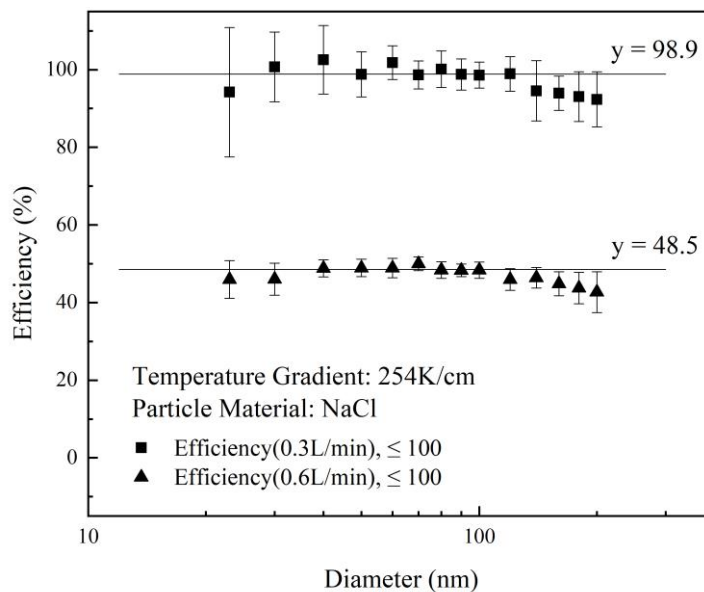 120
y = 98.9
100
80
60
y = 48.5
40
20
0
Efficiency (%)
Temperature Gradient: 254K/cm
Particle Material: NaCl
Efficiency(0.3L/min), ≤ 100
Efficiency(0.6L/min), ≤ 100
10
100
Diameter (nm)